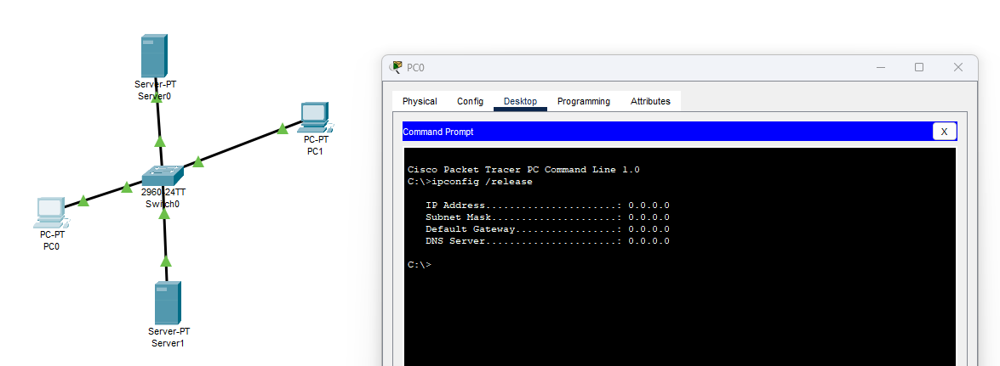 Server-PT
Server0
PC-PT
PC1
2960-24TT
Switch0
PC-PT
PC0
Server-PT
Server1
PC0
Physical Config Desktop Programming Attributes
Command Prompt X
Cisco Packet Tracer PC Command Line 1.0
C:\>ipconfig /release
IP Address......................: 0.0.0.0
Subnet Mask.....................: 0.0.0.0
Default Gateway.................: 0.0.0.0
DNS Server......................: 0.0.0.0
C:\>